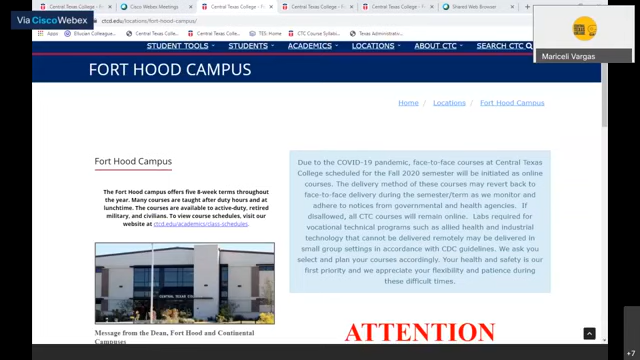 Via Cisco Webex
Central Texas College - F
Cisco Webex Meetings
Central Texas College - Fort
Central Texas College - F
Central Texas College - F
Shared Web Browser
ctcd.edu/locations/fort-hood-campus/
Apps
Suggested Sites
Ellucian Colleague
Central Texas Colle
TES: Home
CTC Course Syllab
Texas Administrativ
STUDENT TOOLS
STUDENTS
ACADEMICS
LOCATIONS
ABOUT CTC
SEARCH CTC
Mariceli Vargas
FORT HOOD CAMPUS
Home / Locations / Fort Hood Campus
Fort Hood Campus
The Fort Hood campus offers five 8-week terms throughout
the year. Many courses are taught after duty hours and at
lunchtime. The courses are available to active-duty, retired
military, and civilians. To view course schedules, visit our
website at ctcd.edu/academics/class-schedules.
CENTRAL TEXAS COLLEGE
Message from the Dean, Fort Hood and Continental
Campuses
Due to the COVID-19 pandemic, face-to-face courses at Central Texas
College scheduled for the Fall 2020 semester will be initiated as online
courses. The delivery method of these courses may revert back to
face-to-face delivery during the semester/term as we monitor and
adhere to notices from governmental and health agencies. If
disallowed, all CTC courses will remain online. Labs required for
vocational technical programs such as allied health and industrial
technology that cannot be delivered remotely may be delivered in
small group settings in accordance with CDC guidelines. We ask you
select and plan your courses accordingly. Your health and safety is our
first priority and we appreciate your flexibility and patience during
these difficult times.
ATTENTION
+7